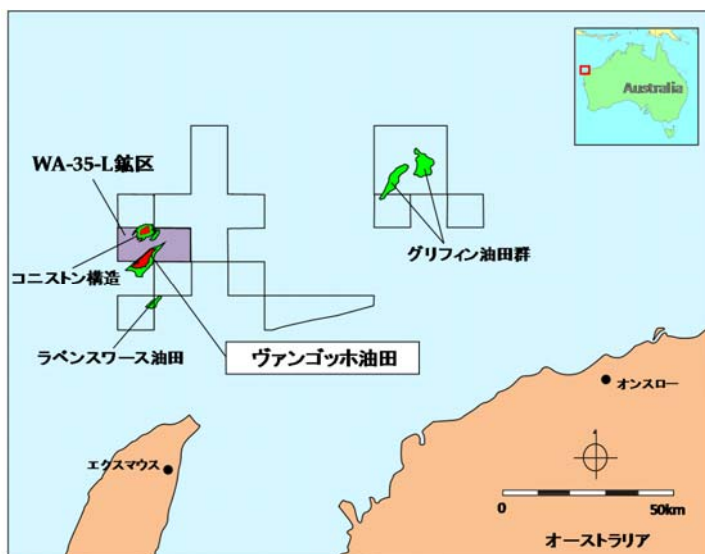 Australia
WA-35-L鉱区
グリフィン油田群
コニストン構造
ラベンスワース油田
ヴァンゴッホ油田
オンスロー
エクスマウス
0
50km
オーストラリア